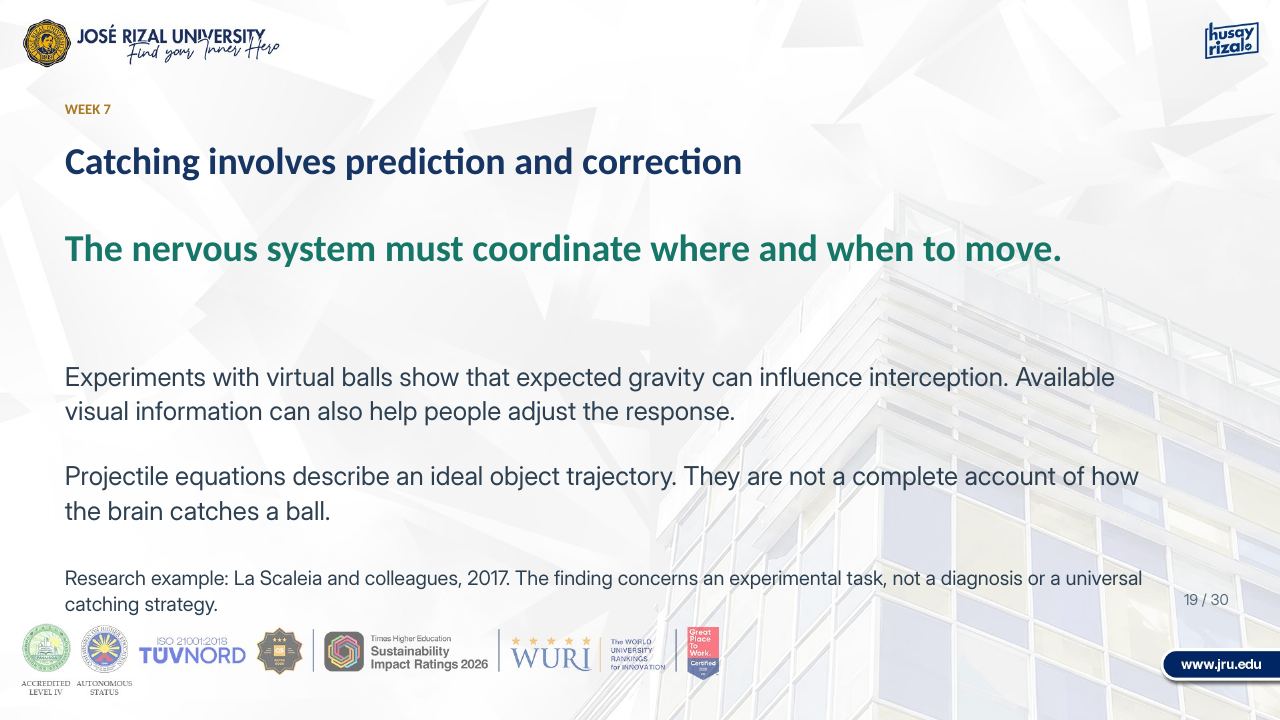 JOSÉ RIZAL UNIVERSITY
Find your Inner Hero
husay
rizal
WEEK 7
Catching involves prediction and correction
The nervous system must coordinate where and when to move.
Experiments with virtual balls show that expected gravity can influence interception. Available
visual information can also help people adjust the response.
Projectile equations describe an ideal object trajectory. They are not a complete account of how
the brain catches a ball.
Research example: La Scaleia and colleagues, 2017. The finding concerns an experimental task, not a diagnosis or a universal
catching strategy.
19 / 30
ACCREDITED
LEVEL IV
AUTONOMOUS
STATUS
ISO 21001:2018
TÜVNORD
Times Higher Education
Sustainability
Impact Ratings 2026
WURI
The WORLD
UNIVERSITY
RANKINGS
for INNOVATION
Great
Place
To
Work.
Certified
www.jru.edu